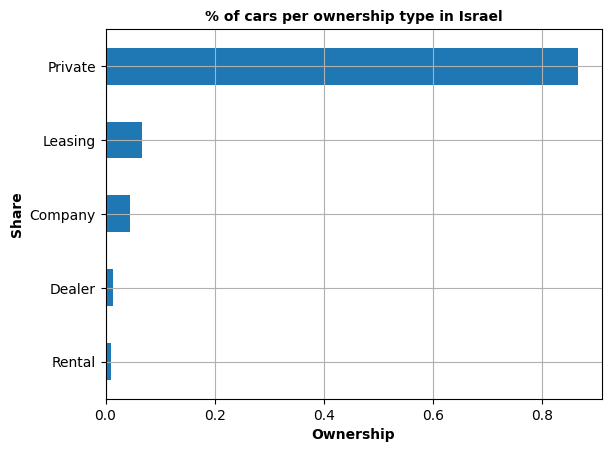 % of cars per ownership type in Israel
Private
Leasing
Company
Dealer
Rental
Share
0.0 0.2 0.4 0.6 0.8
Ownership